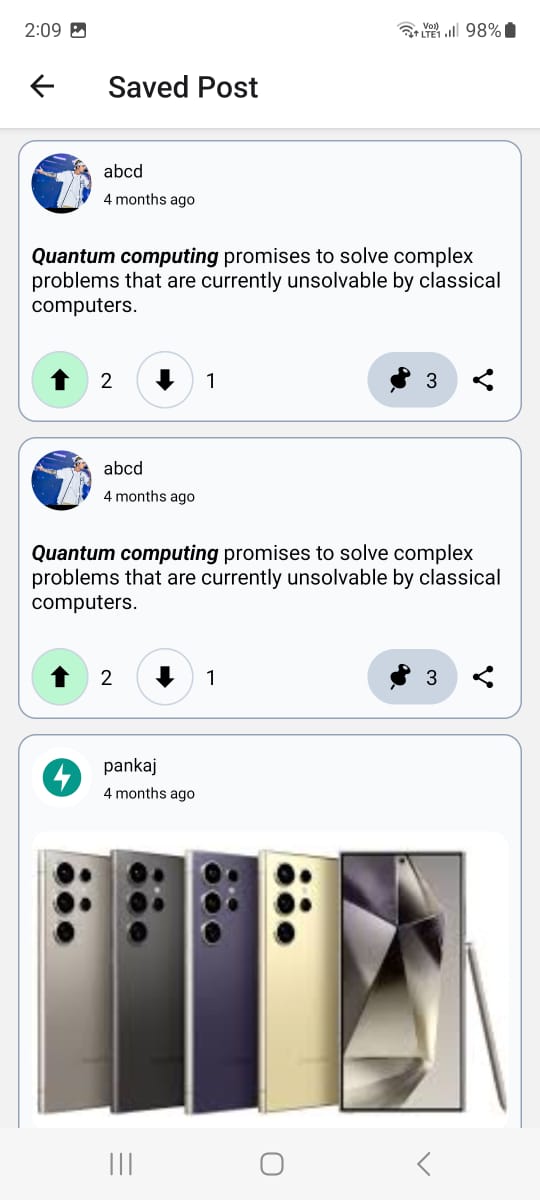 2:09 Vo)) LTE1 98%
Saved Post
abcd
4 months ago
Quantum computing promises to solve complex
problems that are currently unsolvable by classical
computers.
2 1 3
abcd
4 months ago
Quantum computing promises to solve complex
problems that are currently unsolvable by classical
computers.
2 1 3
pankaj
4 months ago